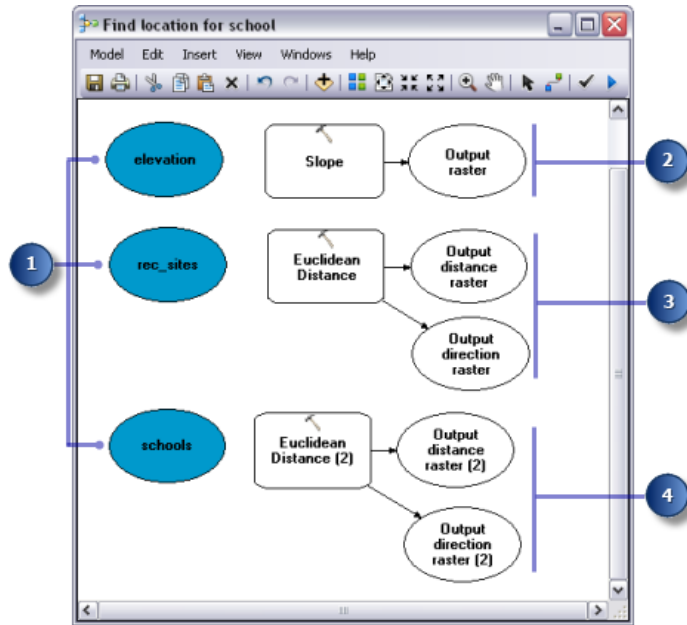 Find location for school
Model Edit Insert View Windows Help
elevation
Slope
Output
raster
2
1
rec_sites
Euclidean
Distance
Output
distance
raster
3
Output
direction
raster
schools
Euclidean
Distance (2)
Output
distance
raster (2)
4
Output
direction
raster (2)